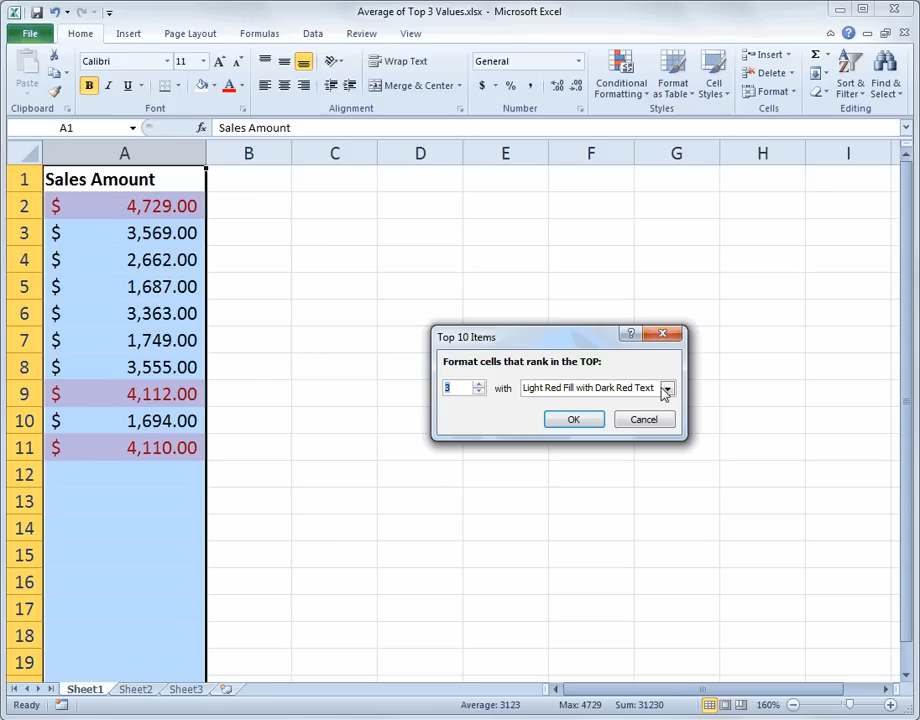 Average of Top 3 Values.xlsx - Microsoft Excel
File Home Insert Page Layout Formulas Data Review View
Paste
Calibri 11
B I U A
Wrap Text
Merge & Center
General
$ % ,
Conditional Formatting
Format as Table
Cell Styles
Insert
Delete
Format
Sort & Filter
Find & Select
Clipboard Font Alignment Number Styles Cells Editing
A1 fx Sales Amount
A B C D E F G H I
1 Sales Amount
2 $ 4,729.00
3 $ 3,569.00
4 $ 2,662.00
5 $ 1,687.00
6 $ 3,363.00
7 $ 1,749.00
8 $ 3,555.00
9 $ 4,112.00
10 $ 1,694.00
11 $ 4,110.00
12
13
14
15
16
17
18
19
Top 10 Items
Format cells that rank in the TOP:
3 with Light Red Fill with Dark Red Text
OK Cancel
Sheet1 Sheet2 Sheet3
Ready Average: 3123 Max: 4729 Sum: 31230 160%